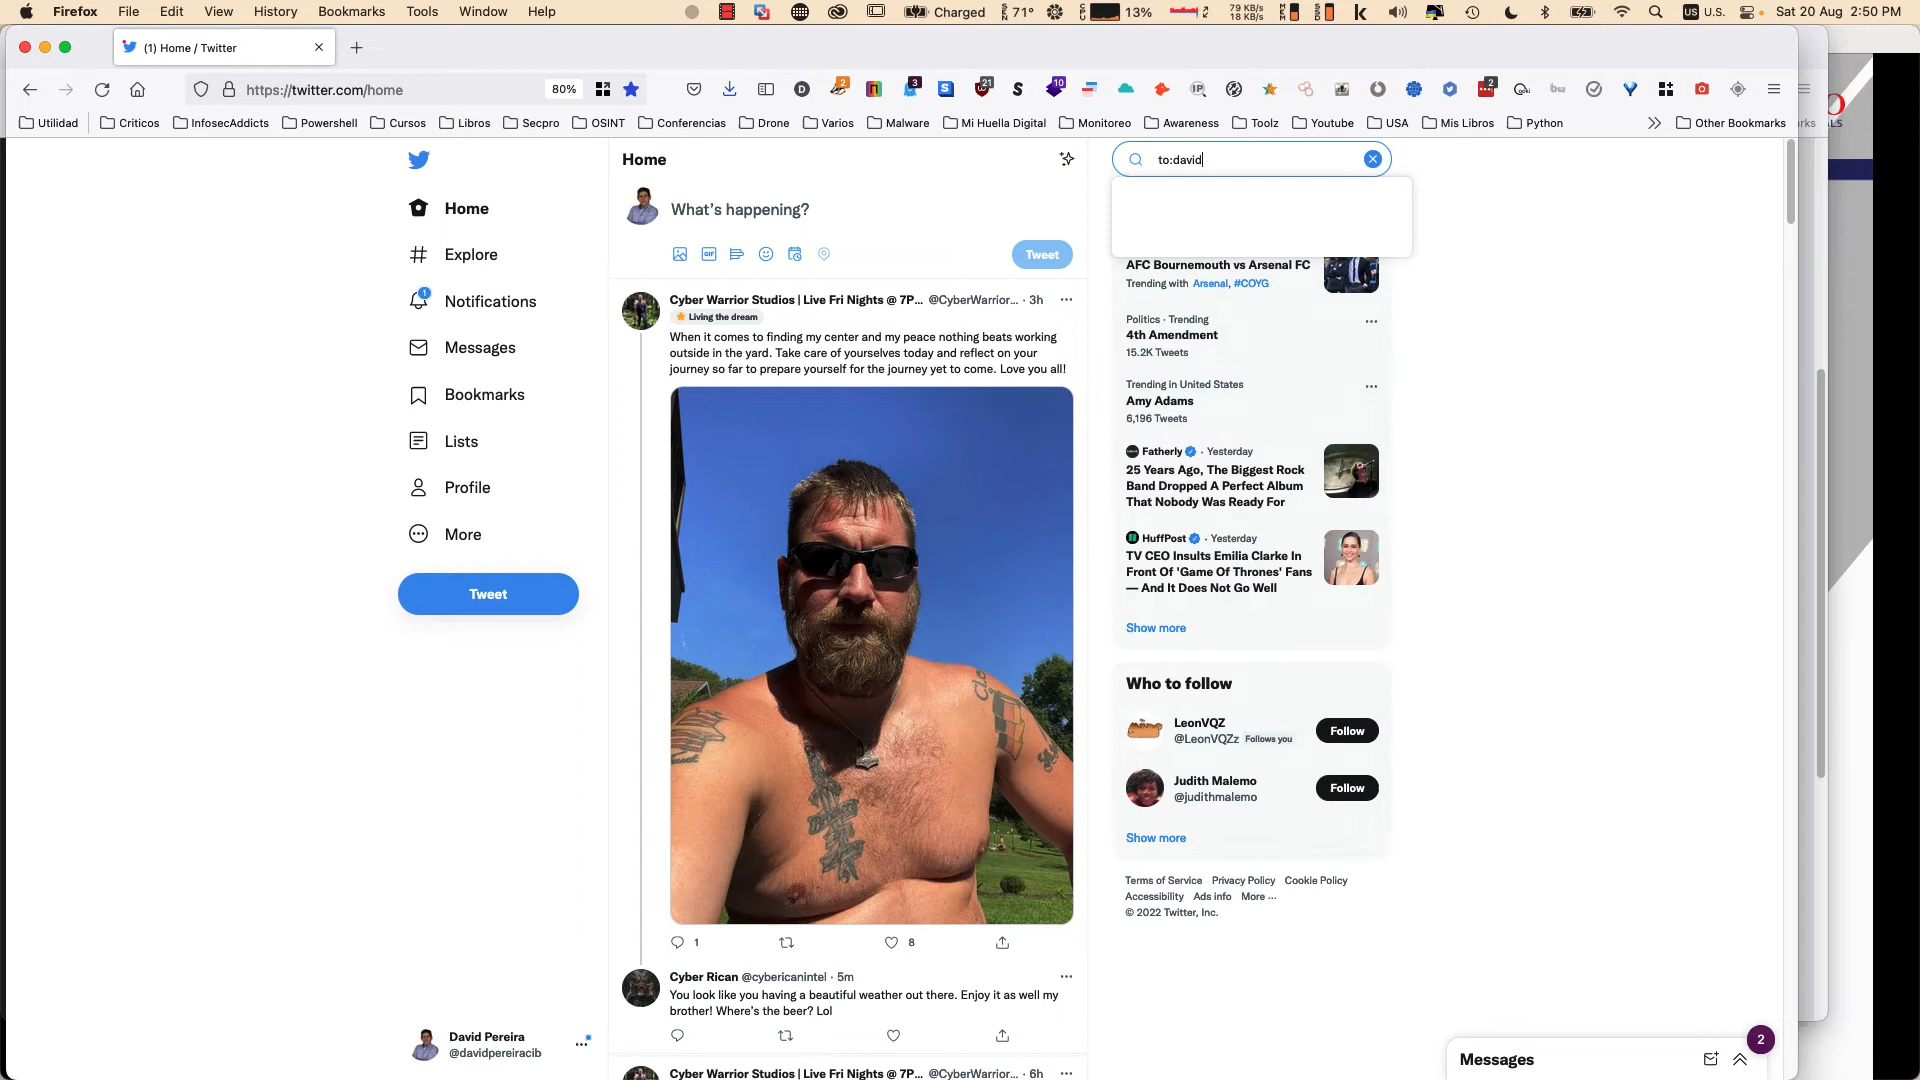 Firefox File Edit View History Bookmarks Tools Window Help Charged 71° 13% 79 KB/s 18 KB/s U.S. Sat 20 Aug 2:50 PM
(1) Home / Twitter
https://twitter.com/home 80%
Utilidad Criticos InfosecAddicts Powershell Cursos Libros Secpro OSINT Conferencias Drone Varios Malware Mi Huella Digital Monitoreo Awareness Toolz Youtube USA Mis Libros Python Other Bookmarks
Home
Explore
Notifications
Messages
Bookmarks
Lists
Profile
More
Tweet
David Pereira
@davidpereiracib
Home
What's happening?
GIF
Tweet
Cyber Warrior Studios | Live Fri Nights @ 7P... @CyberWarrior... · 3h
Living the dream
When it comes to finding my center and my peace nothing beats working
outside in the yard. Take care of yourselves today and reflect on your
journey so far to prepare yourself for the journey yet to come. Love you all!
1 8
Cyber Rican @cybericanintel · 5m
You look like you having a beautiful weather out there. Enjoy it as well my
brother! Where's the beer? Lol
Cyber Warrior Studios | Live Fri Nights @ 7P... @CyberWarrior... · 6h
to:david
AFC Bournemouth vs Arsenal FC
Trending with Arsenal, #COYG
Politics · Trending
4th Amendment
15.2K Tweets
Trending in United States
Amy Adams
6,196 Tweets
Fatherly · Yesterday
25 Years Ago, The Biggest Rock
Band Dropped A Perfect Album
That Nobody Was Ready For
HuffPost · Yesterday
TV CEO Insults Emilia Clarke In
Front Of 'Game Of Thrones' Fans
— And It Does Not Go Well
Show more
Who to follow
LeonVQZ
@LeonVQZz Follows you
Follow
Judith Malemo
@judithmalemo
Follow
Show more
Terms of Service Privacy Policy Cookie Policy
Accessibility Ads info More ···
© 2022 Twitter, Inc.
Messages
2